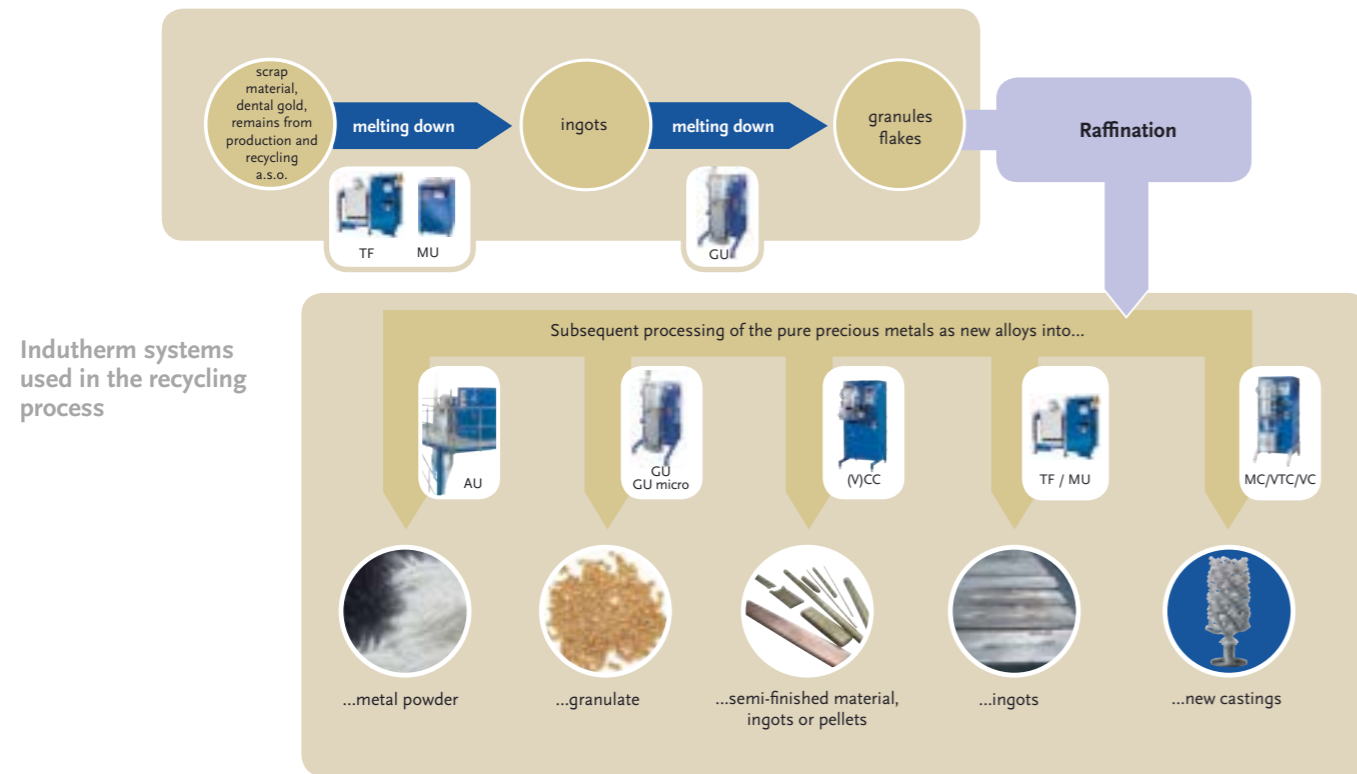 scrap
material,
dental gold,
remains from
production and
recycling
a.s.o.
melting down
ingots
melting down
granules
flakes
Raffination
TF MU
GU
Indutherm systems
used in the recycling
process
Subsequent processing of the pure precious metals as new alloys into...
AU
GU
GU micro
(V)CC
TF / MU
MC/VTC/VC
...metal powder
...granulate
...semi-finished material,
ingots or pellets
...ingots
...new castings